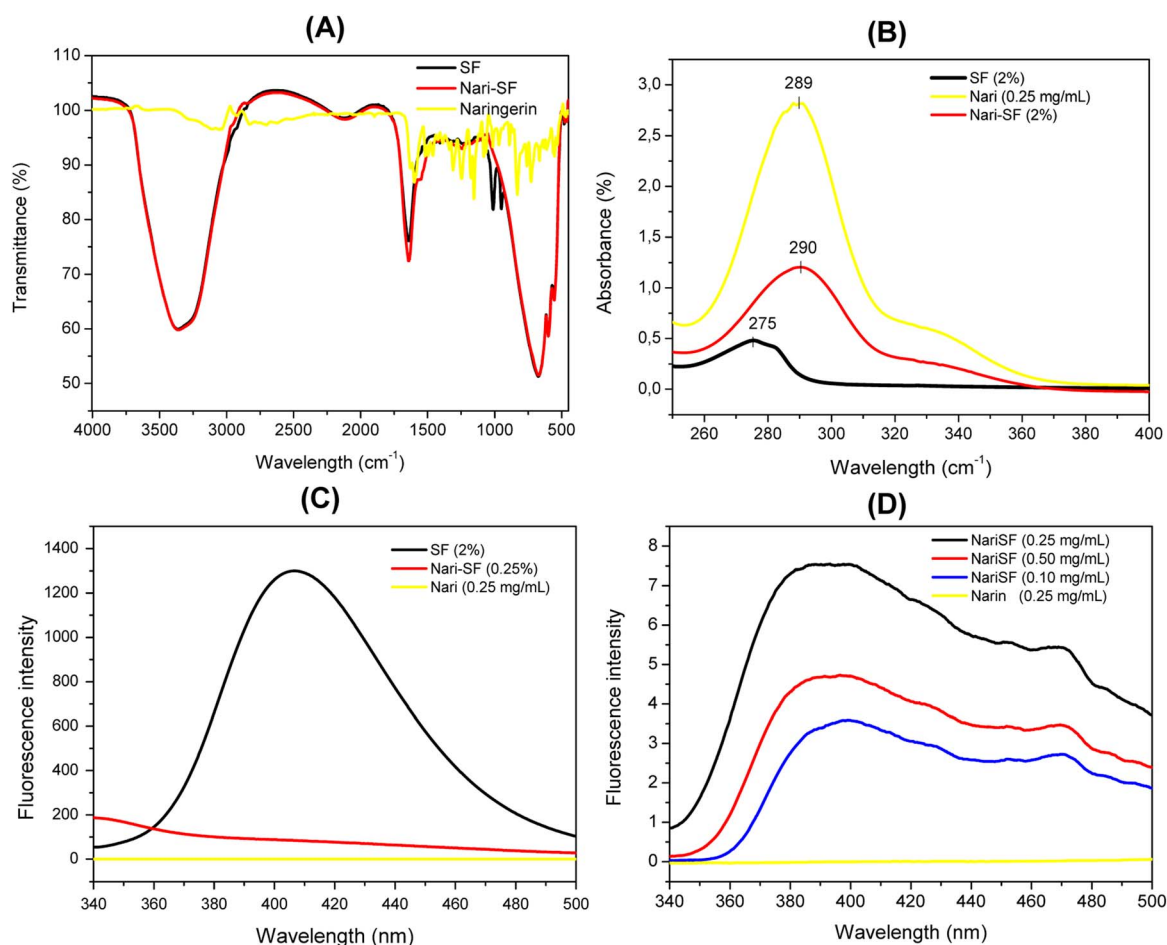 (A)
110
100
90
80
70
60
50
4000 3500 3000 2500 2000 1500 1000 500
Transmittance (%)
Wavelength (cm-1)
SF
Nari-SF
Naringerin
(B)
3,0
2,5
2,0
1,5
1,0
0,5
0,0
260 280 300 320 340 360 380 400
Absorbance (%)
Wavelength (cm-1)
289
290
275
SF (2%)
Nari (0.25 mg/mL)
Nari-SF (2%)
(C)
1400
1300
1200
1100
1000
900
800
700
600
500
400
300
200
100
0
340 360 380 400 420 440 460 480 500
Fluorescence intensity
Wavelength (nm)
SF (2%)
Nari-SF (0.25%)
Nari (0.25 mg/mL)
(D)
8
7
6
5
4
3
2
1
0
340 360 380 400 420 440 460 480 500
Fluorescence intensity
Wavelength (nm)
NariSF (0.25 mg/mL)
NariSF (0.50 mg/mL)
NariSF (0.10 mg/mL)
Narin (0.25 mg/mL)